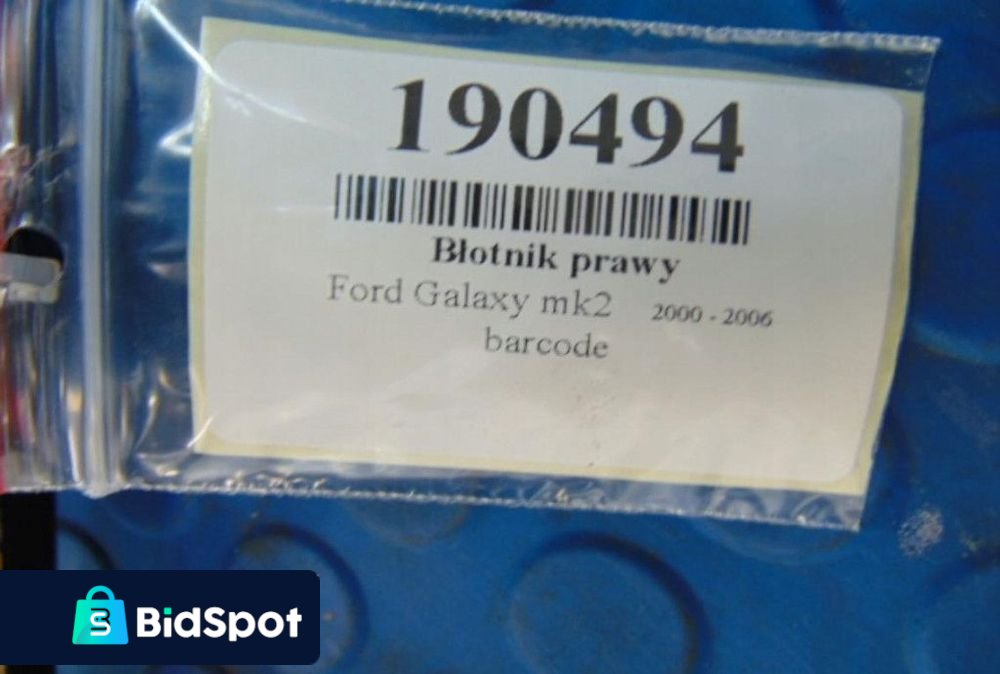 190494
Błotnik prawy
Ford Galaxy mk2 2000 - 2006
barcode
BidSpot